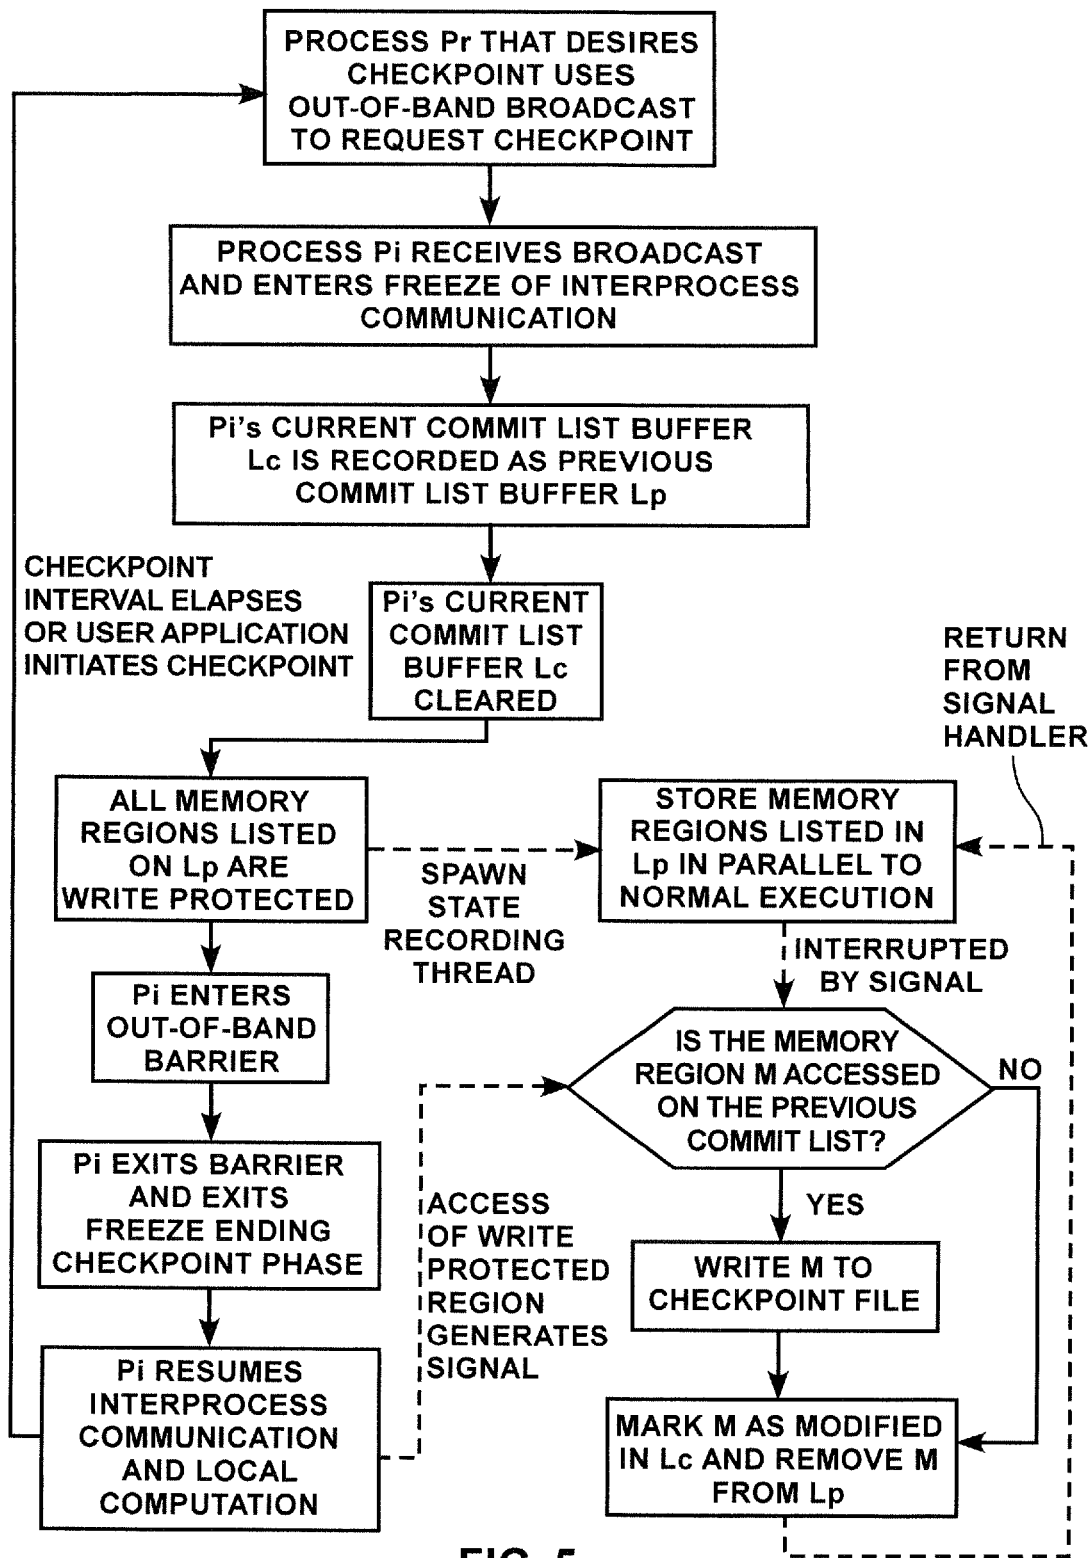 PROCESS Pr THAT DESIRES
CHECKPOINT USES
OUT-OF-BAND BROADCAST
TO REQUEST CHECKPOINT
PROCESS Pi RECEIVES BROADCAST
AND ENTERS FREEZE OF INTERPROCESS
COMMUNICATION
Pi's CURRENT COMMIT LIST BUFFER
Lc IS RECORDED AS PREVIOUS
COMMIT LIST BUFFER Lp
CHECKPOINT
INTERVAL ELAPSES
OR USER APPLICATION
INITIATES CHECKPOINT
Pi's CURRENT
COMMIT LIST
BUFFER Lc
CLEARED
RETURN
FROM
SIGNAL
HANDLER
ALL MEMORY
REGIONS LISTED
ON Lp ARE
WRITE PROTECTED
SPAWN
STATE
RECORDING
THREAD
STORE MEMORY
REGIONS LISTED IN
Lp IN PARALLEL TO
NORMAL EXECUTION
INTERRUPTED
BY SIGNAL
Pi ENTERS
OUT-OF-BAND
BARRIER
IS THE MEMORY
REGION M ACCESSED
ON THE PREVIOUS
COMMIT LIST?
NO
YES
Pi EXITS BARRIER
AND EXITS
FREEZE ENDING
CHECKPOINT PHASE
ACCESS
OF WRITE
PROTECTED
REGION
GENERATES
SIGNAL
WRITE M TO
CHECKPOINT FILE
Pi RESUMES
INTERPROCESS
COMMUNICATION
AND LOCAL
COMPUTATION
MARK M AS MODIFIED
IN Lc AND REMOVE M
FROM Lp
FIG. 5